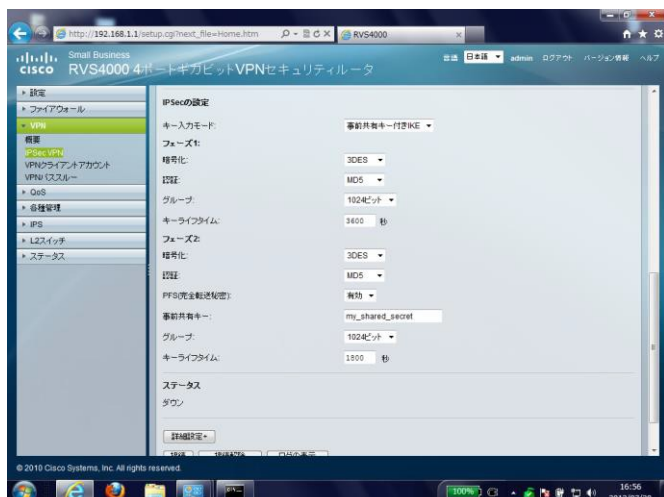 http://192.168.1.1/setup.cgi?next_file=Home.htm
RVS4000
Small Business
cisco RVS4000 4ポートギガビットVPNセキュリティルータ
言語 日本語 admin ログアウト バージョン情報 ヘルプ
設定
ファイアウォール
VPN
概要
IPSec VPN
VPNクライアントアカウント
VPNパススルー
QoS
各種管理
IPS
L2スイッチ
ステータス
IPSecの設定
キー入力モード: 事前共有キー付きIKE
フェーズ1:
暗号化: 3DES
認証: MD5
グループ: 1024ビット
キーライフタイム: 3600 秒
フェーズ2:
暗号化: 3DES
認証: MD5
PFS(完全転送秘密): 有効
事前共有キー: my_shared_secret
グループ: 1024ビット
キーライフタイム: 1800 秒
ステータス
ダウン
詳細設定
接続 接続解除 ログの表示
© 2010 Cisco Systems, Inc. All rights reserved.
100%
16:56